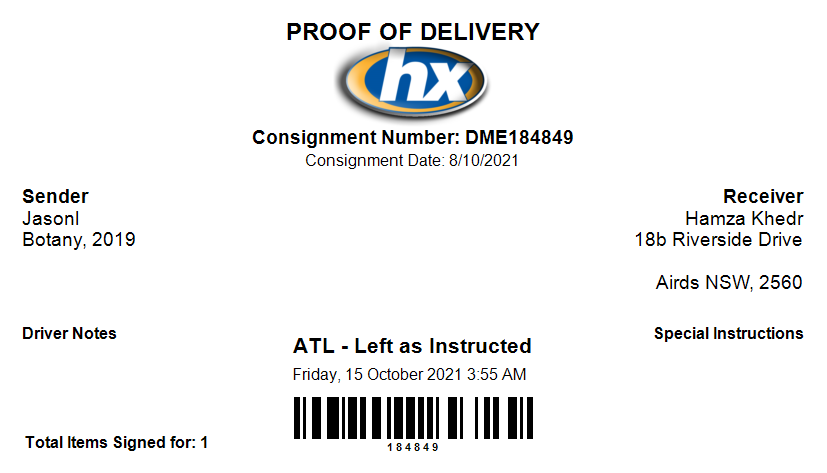 PROOF OF DELIVERY
hx
Consignment Number: DME184849
Consignment Date: 8/10/2021
Sender
Jasonl
Botany, 2019
Receiver
Hamza Khedr
18b Riverside Drive
Airds NSW, 2560
Driver Notes
ATL - Left as Instructed
Friday, 15 October 2021 3:55 AM
Special Instructions
184849
Total Items Signed for: 1